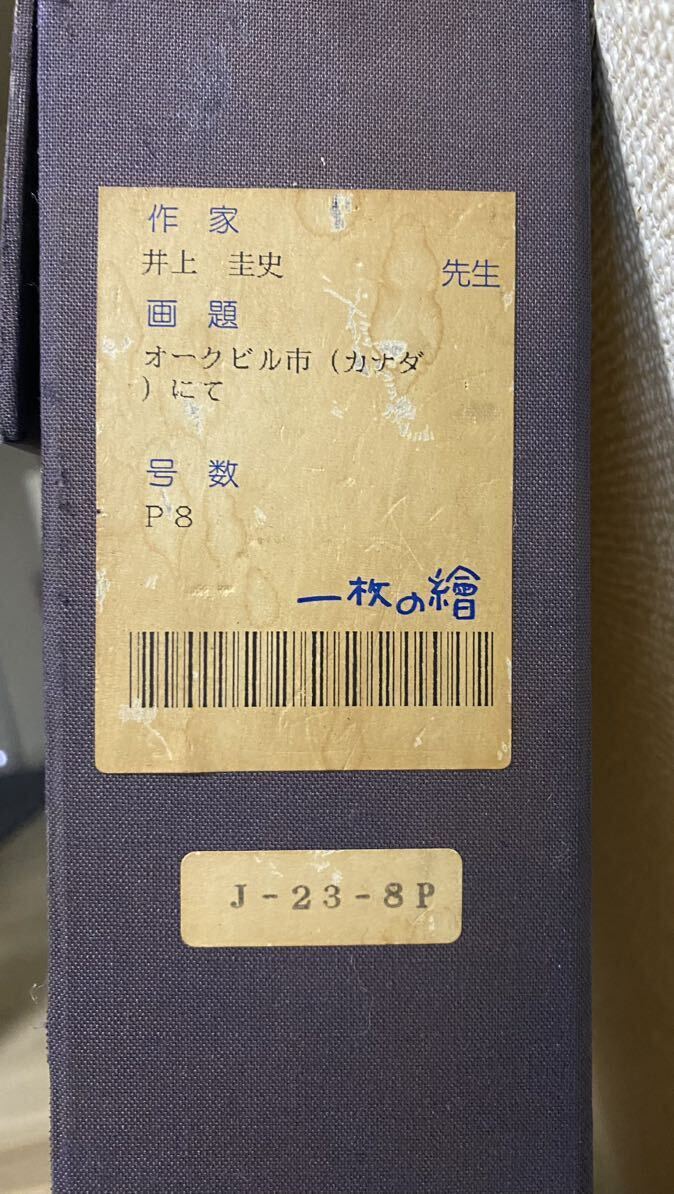 作家
井上　圭史　先生
画題
オークビル市（カナダ
）にて
号数
P8
一枚の繪
J-23-8P